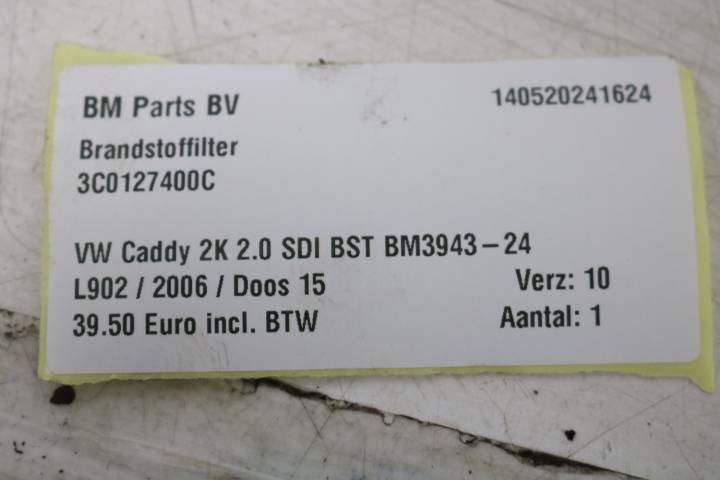 BM Parts BV 140520241624
Brandstoffilter
3C0127400C
VW Caddy 2K 2.0 SDI BST BM3943-24
L902 / 2006 / Doos 15 Verz: 10
39.50 Euro incl. BTW Aantal: 1